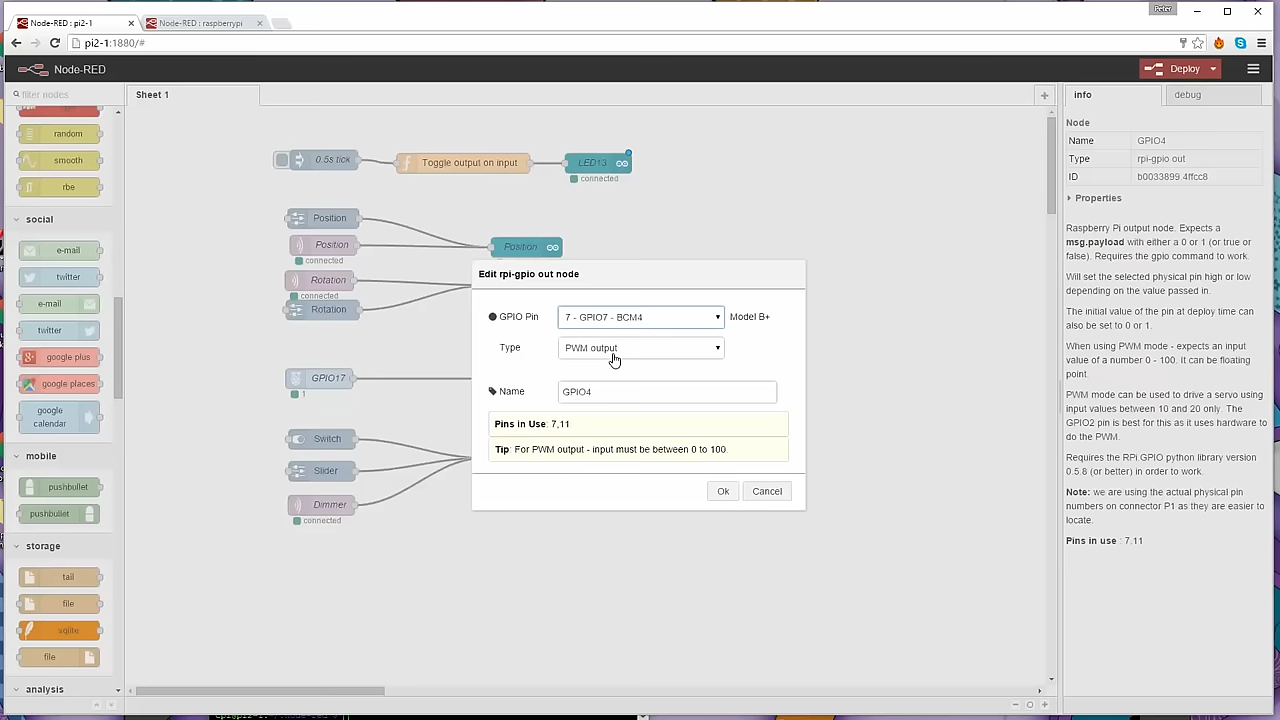 Peter
Node-RED : pi2-1
Node-RED : raspberrypi
pi2-1:1880/#
Node-RED
Deploy
filter nodes
Sheet 1
info
debug
random
smooth
rbe
social
e-mail
twitter
e-mail
twitter
google plus
google places
google
calendar
mobile
pushbullet
pushbullet
storage
tail
file
sqlite
file
analysis
0.5s tick
Toggle output on input
LED13
connected
Position
Position
connected
Position
Rotation
connected
Rotation
GPIO17
1
Switch
Slider
Dimmer
connected
Edit rpi-gpio out node
GPIO Pin
7 - GPIO7 - BCM4
Model B+
Type
PWM output
Name
GPIO4
Pins in Use: 7,11
Tip: For PWM output - input must be between 0 to 100.
Ok
Cancel
Node
Name GPIO4
Type rpi-gpio out
ID b0033899.4ffcc8
Properties
Raspberry Pi output node. Expects a
msg.payload with either a 0 or 1 (or true or
false). Requires the gpio command to work.
Will set the selected physical pin high or low
depending on the value passed in.
The initial value of the pin at deploy time
can also be set to 0 or 1.
When using PWM mode - expects an input
value of a number 0 - 100. it can be floating
point.
PWM mode can be used to drive a servo using
input values between 10 and 20 only. The
GPIO2 pin is best for this as it uses hardware to
do the PWM.
Requires the RPi.GPIO python library version
0.5.8 (or better) in order to work.
Note: we are using the actual physical pin
numbers on connector P1 as they are easier to
locate.
Pins in use : 7,11